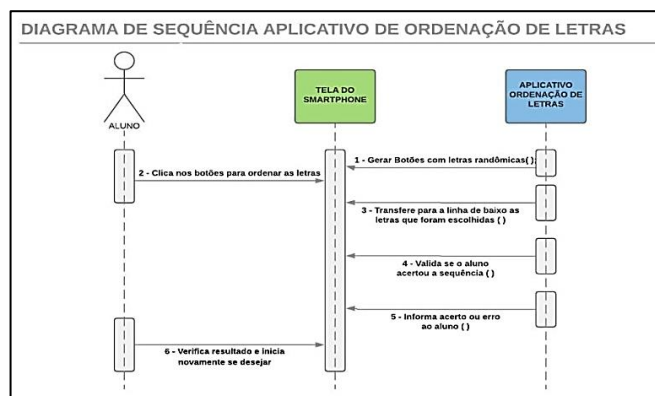 DIAGRAMA DE SEQUÊNCIA APLICATIVO DE ORDENAÇÃO DE LETRAS
ALUNO
TELA DO
SMARTPHONE
APLICATIVO
ORDENAÇÃO DE
LETRAS
1 - Gerar Botões com letras randômicas( );
2 - Clica nos botões para ordenar as letras
3 - Transfere para a linha de baixo as
letras que foram escolhidas ( )
4 - Valida se o aluno
acertou a sequência ( )
5 - Informa acerto ou erro
ao aluno ( )
6 - Verifica resultado e inicia
novamente se desejar